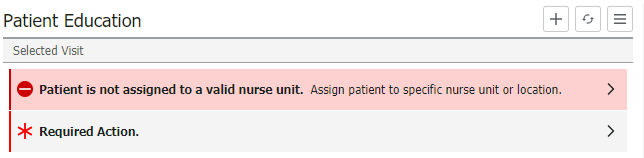 Patient Education
Selected Visit
Patient is not assigned to a valid nurse unit. Assign patient to specific nurse unit or location.
Required Action.